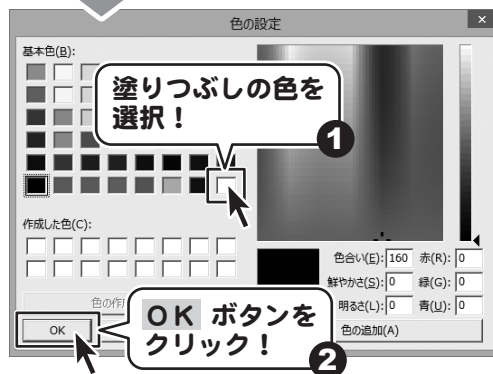 色の設定
×
基本色(B):
塗りつぶしの色を
選択！
1
作成した色(C):
色合い(E): 160 赤(R): 0
鮮やかさ(S): 0 緑(G): 0
明るさ(L): 0 青(U): 0
色の作
OK
色の追加(A)
OK ボタンを
クリック！
2